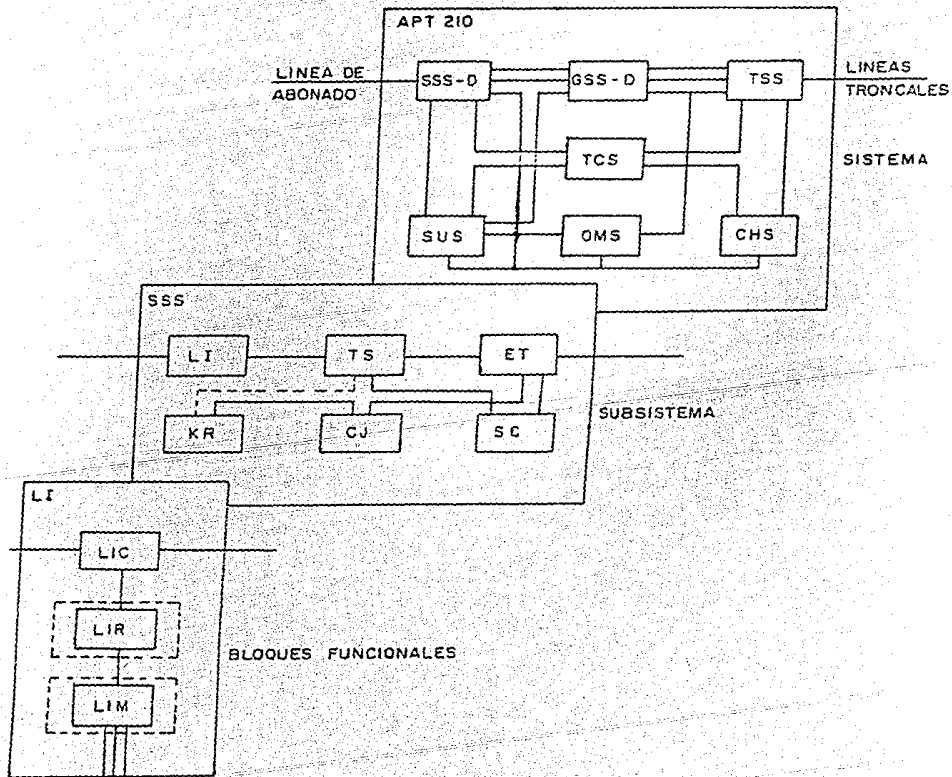 APT 210
LINEA DE
ABONADO
SSS-D
GSS-D
TSS
LINEAS
TRONCALES
TCS
SISTEMA
SUS
OMS
CHS
SSS
LI
TS
ET
KR
CJ
SC
SUBSISTEMA
LI
LIC
LIR
BLOQUES FUNCIONALES
LIM